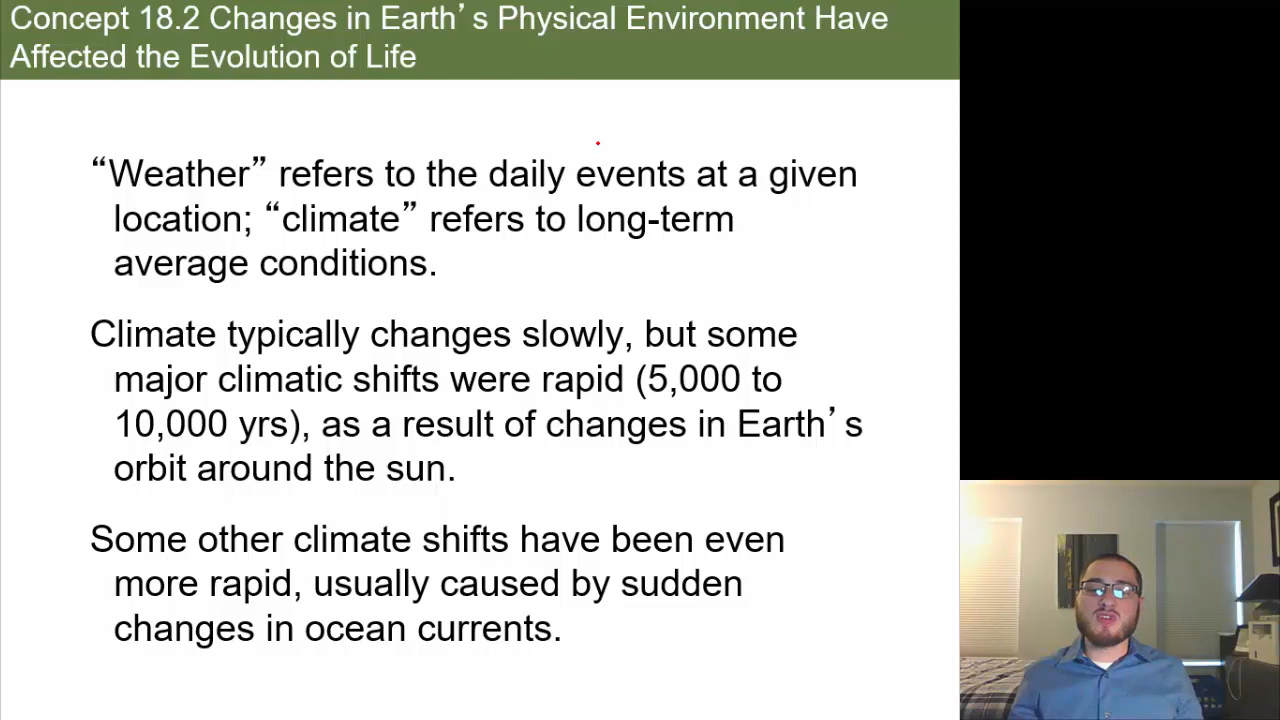 Concept 18.2 Changes in Earth’s Physical Environment Have
Affected the Evolution of Life
“Weather” refers to the daily events at a given
location; “climate” refers to long-term
average conditions.
Climate typically changes slowly, but some
major climatic shifts were rapid (5,000 to
10,000 yrs), as a result of changes in Earth’s
orbit around the sun.
Some other climate shifts have been even
more rapid, usually caused by sudden
changes in ocean currents.